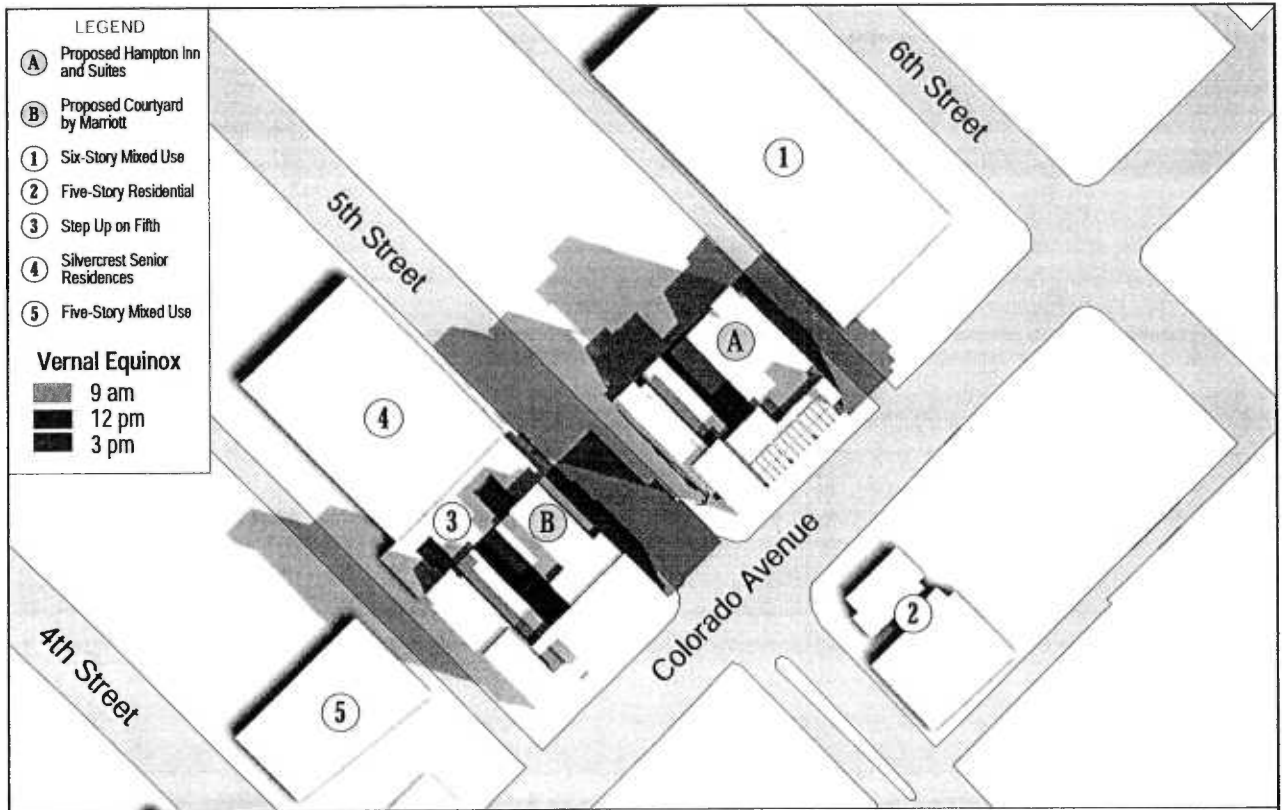 LEGEND
A Proposed Hampton Inn
and Suites
B Proposed Courtyard
by Marriott
1 Six-Story Mixed Use
2 Five-Story Residential
3 Step Up on Fifth
4 Silvercrest Senior
Residences
5 Five-Story Mixed Use
Vernal Equinox
9 am
12 pm
3 pm
6th Street
1
5th Street
A
4
3
B
Colorado Avenue
2
4th Street
5